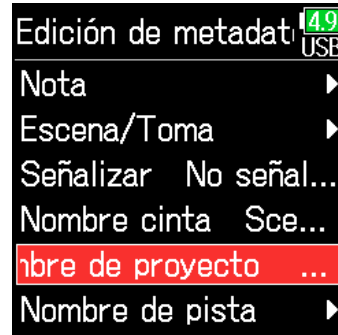 Edición de metadat
4.9
USB
Nota
Escena/Toma
Señalizar No señal...
Nombre cinta Sce...
mbre de proyecto ...
Nombre de pista